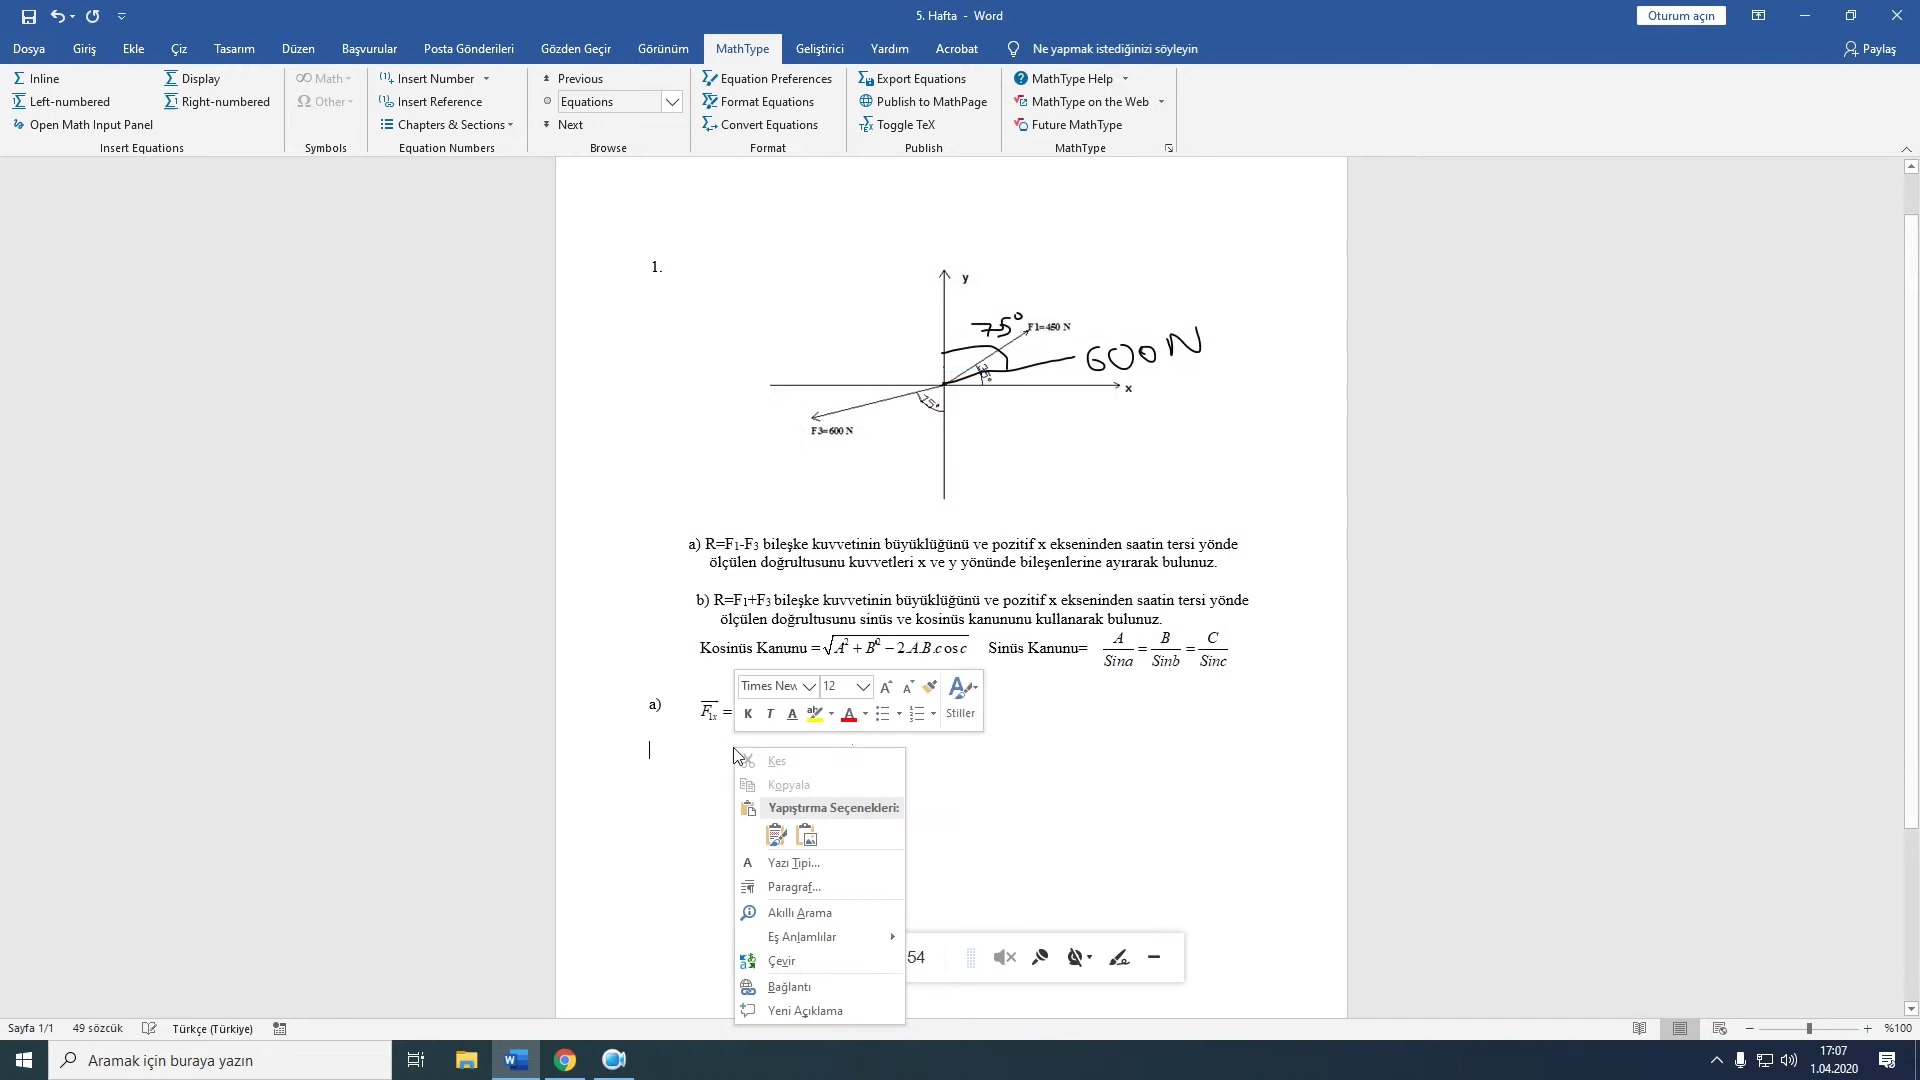 5. Hafta - Word
Oturum açın
Dosya Giriş Ekle Çiz Tasarım Düzen Başvurular Posta Gönderileri Gözden Geçir Görünüm MathType Geliştirici Yardım Acrobat Ne yapmak istediğinizi söyleyin Paylaş
Inline Display Math Insert Number Previous Equation Preferences Export Equations MathType Help
Left-numbered Right-numbered Other Insert Reference Equations Format Equations Publish to MathPage MathType on the Web
Open Math Input Panel Chapters & Sections Next Convert Equations Toggle TeX Future MathType
Insert Equations Symbols Equation Numbers Browse Format Publish MathType
1.
y
75° F1=450 N
600 N
35°
x
75°
F3=600 N
a) R=F1-F3 bileşke kuvvetinin büyüklüğünü ve pozitif x ekseninden saatin tersi yönde
ölçülen doğrultusunu kuvvetleri x ve y yönünde bileşenlerine ayırarak bulunuz.
b) R=F1+F3 bileşke kuvvetinin büyüklüğünü ve pozitif x ekseninden saatin tersi yönde
ölçülen doğrultusunu sinüs ve kosinüs kanununu kullanarak bulunuz.
Kosinüs Kanunu = √A² + B² − 2.A.B.cos c Sinüs Kanunu= A/Sina = B/Sinb = C/Sinc
Times New 12
a) F1x =
K T A Stiller
Kes
Kopyala
Yapıştırma Seçenekleri:
Yazı Tipi...
Paragraf...
Akıllı Arama
Eş Anlamlılar
54
Çevir
Bağlantı
Yeni Açıklama
Sayfa 1/1 49 sözcük Türkçe (Türkiye) %100
Aramak için buraya yazın
17:07
1.04.2020